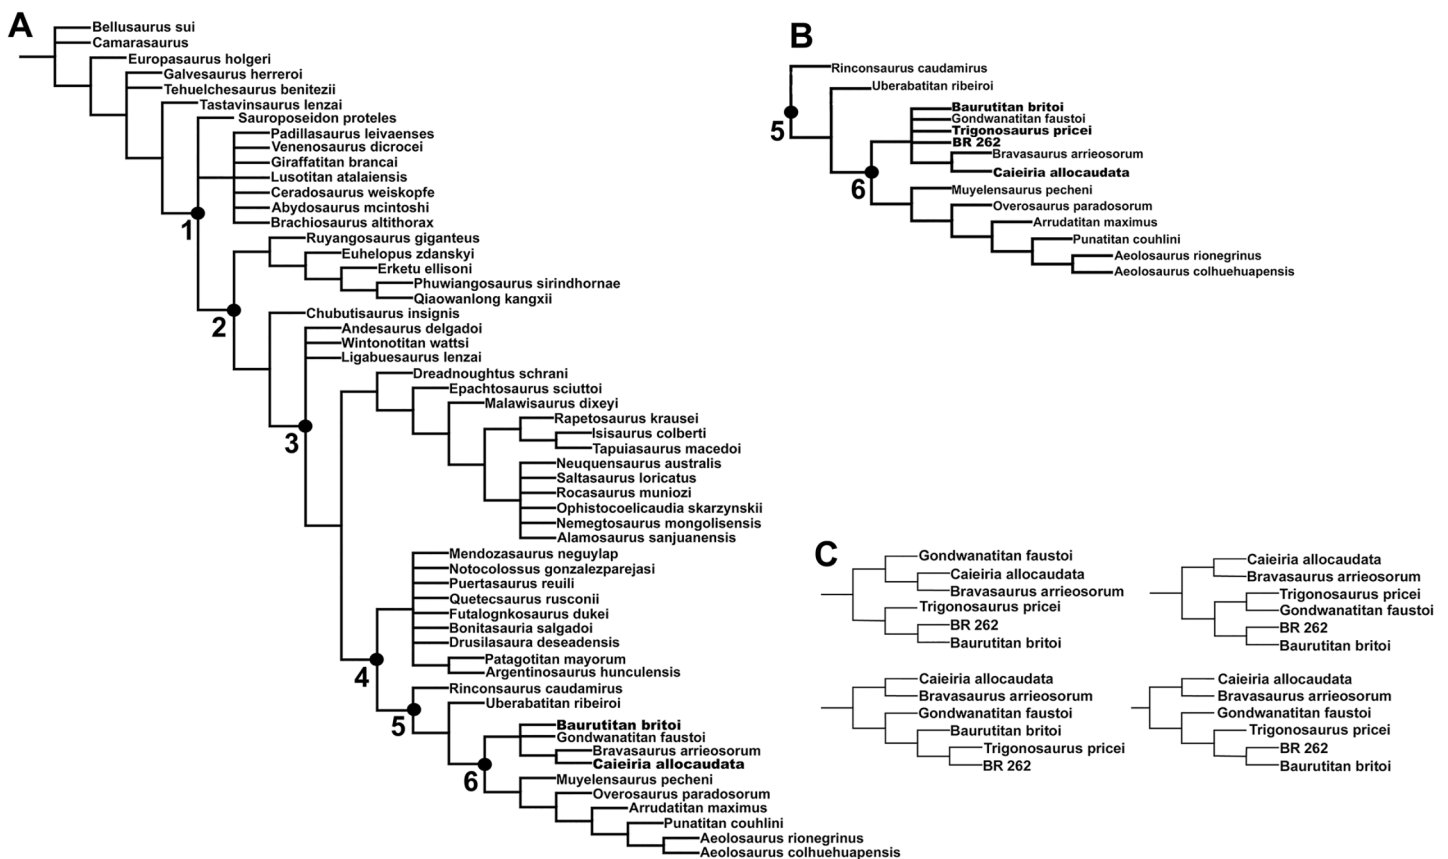 A
Bellusaurus sui
Camarasaurus
Europasaurus holgeri
Galvesaurus herreroi
Tehuelchesaurus benitezii
Tastavinsaurus lenzai
Sauroposeidon proteles
Padillasaurus leivaenses
Venenosaurus dicrocei
Giraffatitan brancai
Lusotitan atalaiensis
Ceradosaurus weiskopfe
Abydosaurus mcintoshi
Brachiosaurus altithorax
1
Ruyangosaurus giganteus
Euhelopus zdanskyi
Erketu ellisoni
Phuwiangosaurus sirindhornae
Qiaowanlong kangxii
2
Chubutisaurus insignis
Andesaurus delgadoi
Wintonotitan wattsi
Ligabuesaurus lenzai
3
Dreadnoughtus schrani
Epachtosaurus sciuttoi
Malawisaurus dixeyi
Rapetosaurus krausei
Isisaurus colberti
Tapuiasaurus macedoi
Neuquensaurus australis
Saltasaurus loricatus
Rocasaurus muniozi
Ophistocoelicaudia skarzynskii
Nemegtosaurus mongolisensis
Alamosaurus sanjuanensis
Mendozasaurus neguylap
Notocolossus gonzalezparejasi
Puertasaurus reuili
Quetecsaurus rusconii
Futalognkosaurus dukei
Bonitasauria salgadoi
Drusilasaura deseadensis
Patagotitan mayorum
Argentinosaurus hunculensis
4
Rinconsaurus caudamirus
Uberabatitan ribeiroi
5
Baurutitan britoi
Gondwanatitan faustoi
Bravasaurus arrieosorum
Caieiria allocaudata
6
Muyelensaurus pecheni
Overosaurus paradosorum
Arrudatitan maximus
Punatitan couhlini
Aeolosaurus rionegrinus
Aeolosaurus colhuehuapensis
B
Rinconsaurus caudamirus
Uberabatitan ribeiroi
5
Baurutitan britoi
Gondwanatitan faustoi
Trigonosaurus pricei
BR 262
Bravasaurus arrieosorum
Caieiria allocaudata
6
Muyelensaurus pecheni
Overosaurus paradosorum
Arrudatitan maximus
Punatitan couhlini
Aeolosaurus rionegrinus
Aeolosaurus colhuehuapensis
C
Gondwanatitan faustoi
Caieiria allocaudata
Bravasaurus arrieosorum
Trigonosaurus pricei
BR 262
Baurutitan britoi
Caieiria allocaudata
Bravasaurus arrieosorum
Trigonosaurus pricei
Gondwanatitan faustoi
BR 262
Baurutitan britoi
Caieiria allocaudata
Bravasaurus arrieosorum
Gondwanatitan faustoi
Baurutitan britoi
Trigonosaurus pricei
BR 262
Caieiria allocaudata
Bravasaurus arrieosorum
Gondwanatitan faustoi
Trigonosaurus pricei
BR 262
Baurutitan britoi